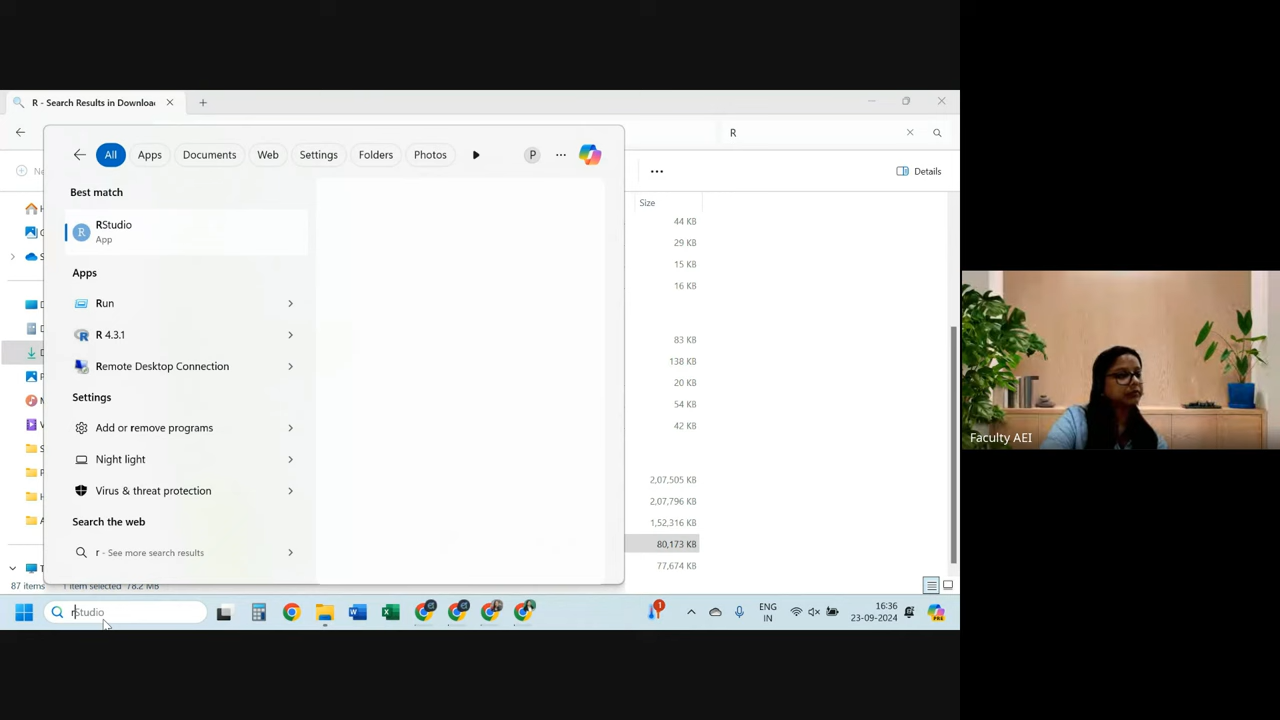 R - Search Results in Downloa
R
All
Apps
Documents
Web
Settings
Folders
Photos
P
Details
Best match
RStudio
App
Apps
Run
R 4.3.1
Remote Desktop Connection
Settings
Add or remove programs
Night light
Virus & threat protection
Search the web
r - See more search results
Size
44 KB
29 KB
15 KB
16 KB
83 KB
138 KB
20 KB
54 KB
42 KB
2,07,505 KB
2,07,796 KB
1,52,316 KB
80,173 KB
77,674 KB
87 items
1 item selected 78.2 MB
rStudio
1
ENG
IN
16:36
23-09-2024
PRE
Faculty AEI